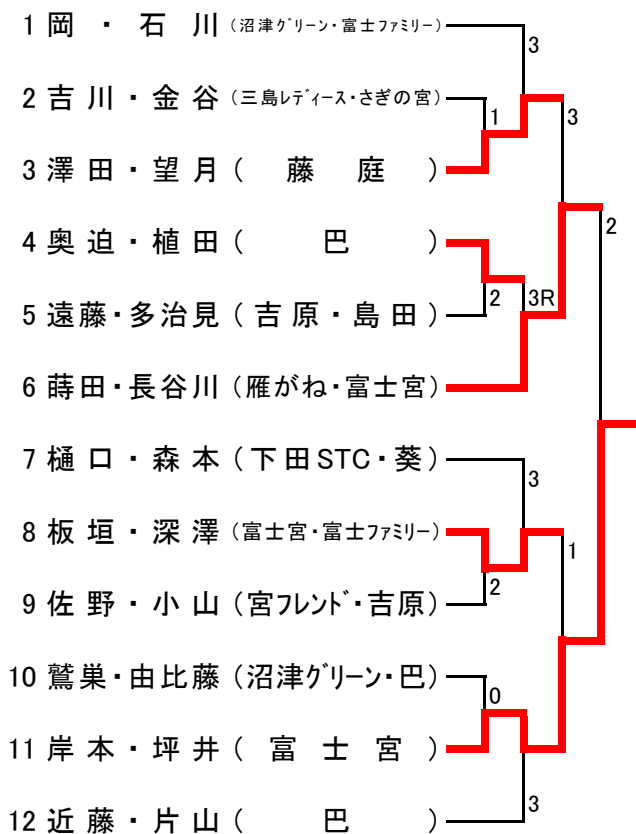 1 岡・石川 (沼津グリーン・富士ファミリー)
3
2 吉川・金谷 (三島レディース・さぎの宮)
1
3
3 澤田・望月 (藤庭)
2
4 奥迫・植田 (巴)
2
3R
5 遠藤・多治見 (吉原・島田)
6 蒔田・長谷川 (雁がね・富士宮)
7 樋口・森本 (下田STC・葵)
3
8 板垣・深澤 (富士宮・富士ファミリー)
1
2
9 佐野・小山 (宮フレンド・吉原)
10 鷲巣・由比藤 (沼津グリーン・巴)
0
11 岸本・坪井 (富士宮)
3
12 近藤・片山 (巴)